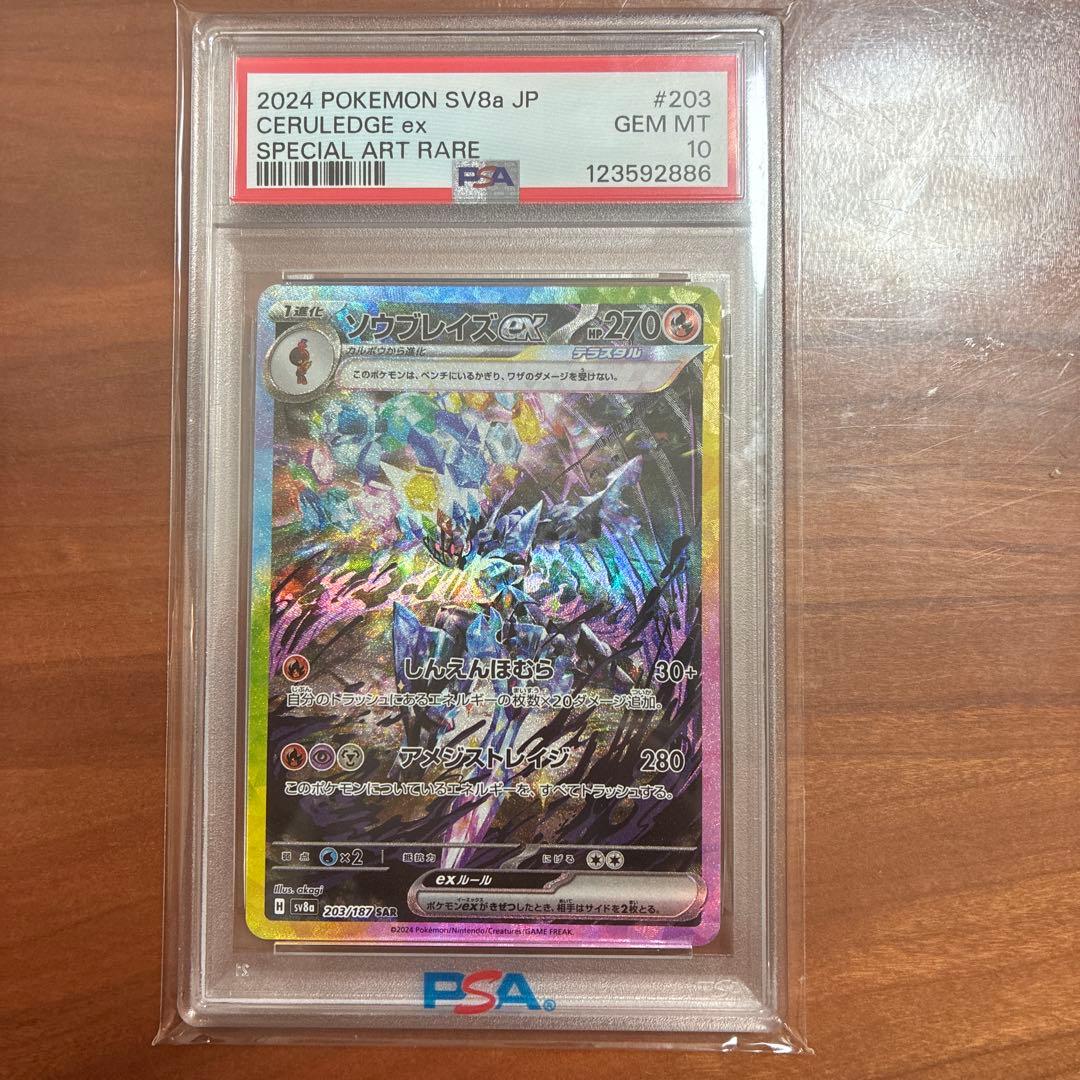 2024 POKEMON SV8a JP #203
CERULEDGE ex GEM MT
SPECIAL ART RARE 10
PSA 123592886
1進化 ソウブレイズex HP270
カルボウから進化 テラスタル
このポケモンは、ベンチにいるかぎり、ワザのダメージを受けない。
しんえんほむら 30+
自分のトラッシュにあるエネルギーの枚数×20ダメージ追加。
アメジストレイジ 280
このポケモンについているエネルギーを、すべてトラッシュする。
弱点 ×2 抵抗力 にげる
exルール
ポケモンexがきぜつしたとき、相手はサイドを2枚とる。
Illus. akagi
H sv8a 203/187 SAR
©2024 Pokémon/Nintendo/Creatures/GAME FREAK.
PSA®